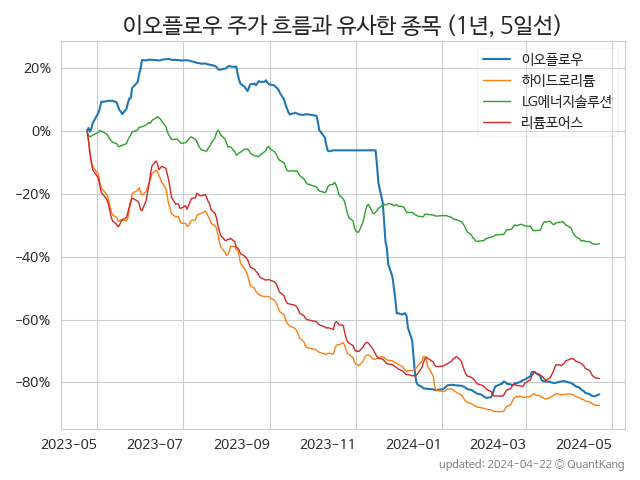 이오플로우 주가 흐름과 유사한 종목 (1년, 5일선)
이오플로우
하이드로리튬
LG에너지솔루션
리튬포어스
20%
0%
−20%
−40%
−60%
−80%
2023-05 2023-07 2023-09 2023-11 2024-01 2024-03 2024-05
updated: 2024-04-22 © QuantKang